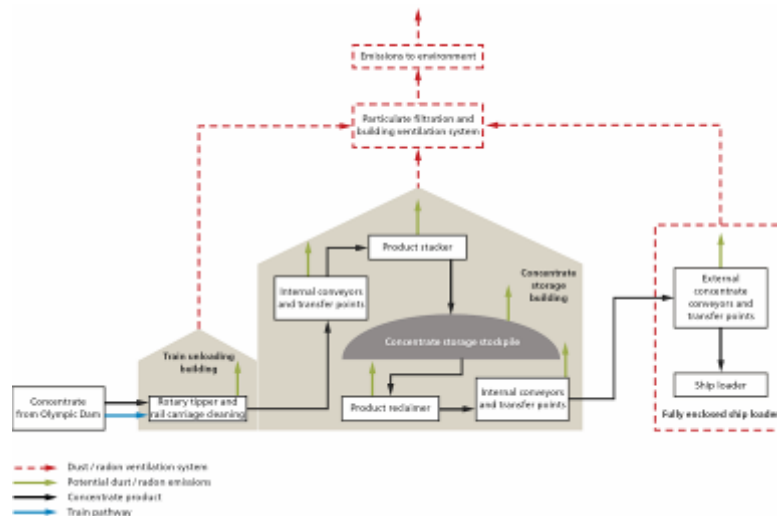 Emissions to environment
Particulate filtration and
building ventilation system
Product stacker
Internal conveyors
and transfer points
Concentrate
storage
building
External
concentrate
conveyors and
transfer points
Concentrate storage stockpile
Train unloading
building
Concentrate
from Olympic Dam
Rotary tipper and
rail carriage cleaning
Product reclaimer
Internal conveyors
and transfer points
Ship loader
Fully enclosed ship loader
Dust / radon ventilation system
Potential dust / radon emissions
Concentrate product
Train pathway